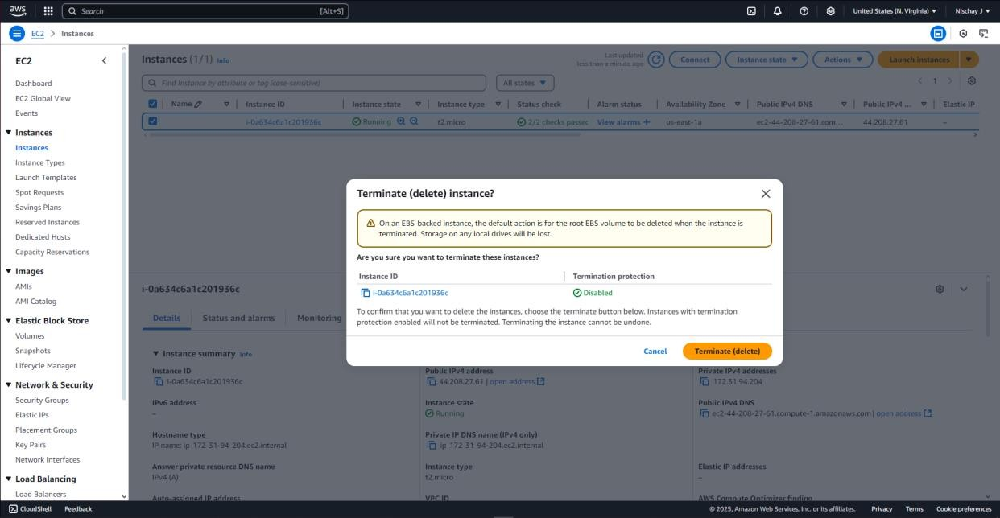 aws
Search
[Alt+S]
United States (N. Virginia)
Nischay J
EC2
Instances
EC2
Dashboard
EC2 Global View
Events
Instances
Instances
Instance Types
Launch Templates
Spot Requests
Savings Plans
Reserved Instances
Dedicated Hosts
Capacity Reservations
Images
AMIs
AMI Catalog
Elastic Block Store
Volumes
Snapshots
Lifecycle Manager
Network & Security
Security Groups
Elastic IPs
Placement Groups
Key Pairs
Network Interfaces
Load Balancing
Load Balancers
Instances (1/1) Info
Last updated
less than a minute ago
Connect
Instance state
Actions
Launch instances
Find Instance by attribute or tag (case-sensitive)
All states
1
Name Instance ID Instance state Instance type Status check Alarm status Availability Zone Public IPv4 DNS Public IPv4 ... Elastic IP
i-0a634c6a1c201936c Running t2.micro 2/2 checks passec View alarms + us-east-1a ec2-44-208-27-61.com... 44.208.27.61 –
Terminate (delete) instance?
On an EBS-backed instance, the default action is for the root EBS volume to be deleted when the instance is
terminated. Storage on any local drives will be lost.
Are you sure you want to terminate these instances?
Instance ID Termination protection
i-0a634c6a1c201936c Disabled
To confirm that you want to delete the instances, choose the terminate button below. Instances with termination
protection enabled will not be terminated. Terminating the instance cannot be undone.
Cancel Terminate (delete)
i-0a634c6a1c201936c
Details Status and alarms Monitoring
Instance summary Info
Instance ID
i-0a634c6a1c201936c
Public IPv4 address
44.208.27.61 | open address
Private IPv4 addresses
172.31.94.204
IPv6 address
–
Instance state
Running
Public IPv4 DNS
ec2-44-208-27-61.compute-1.amazonaws.com | open address
Hostname type
IP name: ip-172-31-94-204.ec2.internal
Private IP DNS name (IPv4 only)
ip-172-31-94-204.ec2.internal
Answer private resource DNS name
IPv4 (A)
Instance type
t2.micro
Elastic IP addresses
–
Auto-assigned IP address
VPC ID
AWS Compute Optimizer finding
CloudShell Feedback
© 2025, Amazon Web Services, Inc. or its affiliates. Privacy Terms Cookie preferences